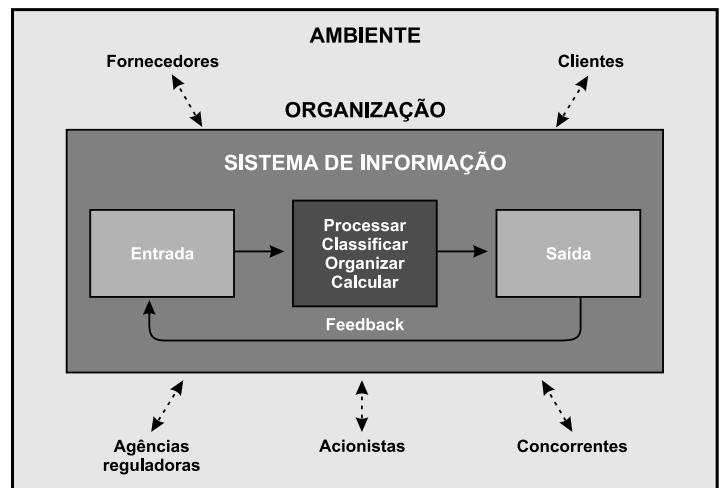 AMBIENTE
Fornecedores
Clientes
ORGANIZAÇÃO
SISTEMA DE INFORMAÇÃO
Entrada
Processar
Classificar
Organizar
Calcular
Saída
Feedback
Agências
reguladoras
Acionistas
Concorrentes